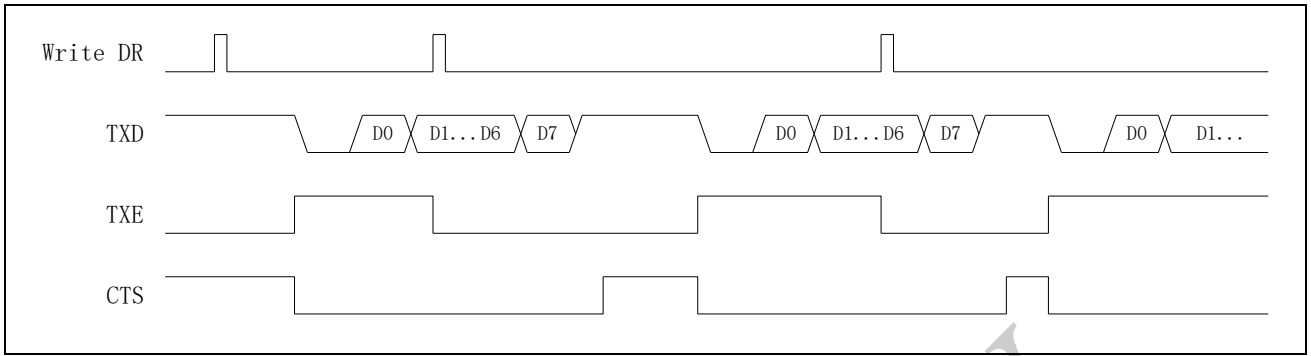 Write DR
TXD D0 D1...D6 D7 D0 D1...D6 D7 D0 D1...
TXE
CTS